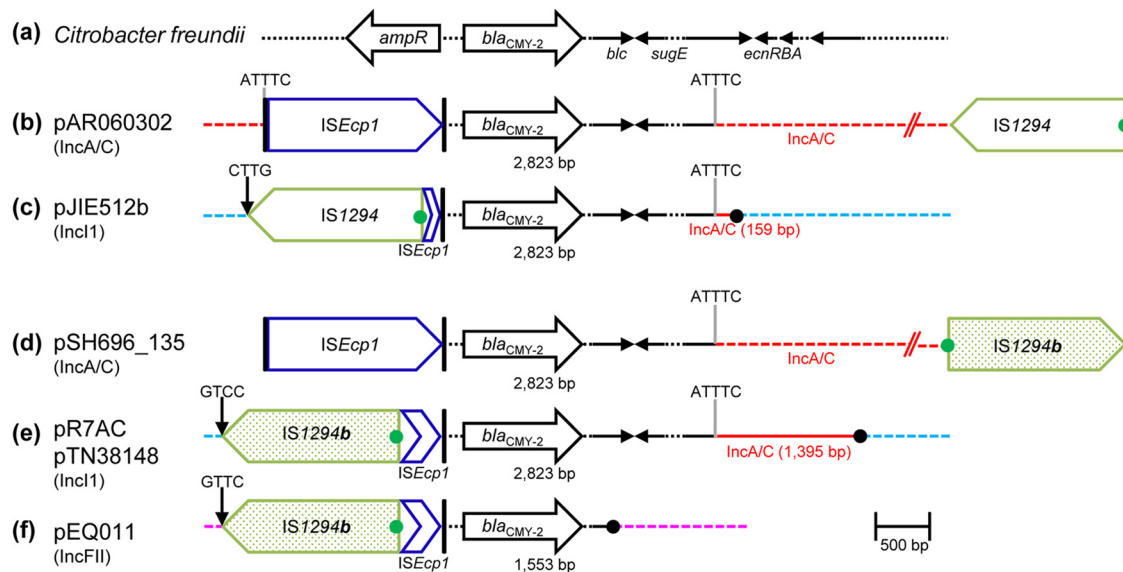 (a) Citrobacter freundii ampR blaCMY-2 blc sugE ecnRBA
ATTTC ATTTC
(b) pAR060302 ISEcp1 blaCMY-2 IS1294
(IncA/C) 2,823 bp IncA/C
CTTG ATTTC
(c) pJIE512b IS1294 blaCMY-2
(IncI1) ISEcp1 2,823 bp IncA/C (159 bp)
ATTTC
(d) pSH696_135 ISEcp1 blaCMY-2 IS1294b
(IncA/C) 2,823 bp IncA/C
GTCC ATTTC
(e) pR7AC IS1294b blaCMY-2
pTN38148 ISEcp1 2,823 bp IncA/C (1,395 bp)
(IncI1)
GTTC
(f) pEQ011 IS1294b blaCMY-2
(IncFII) ISEcp1 1,553 bp 500 bp